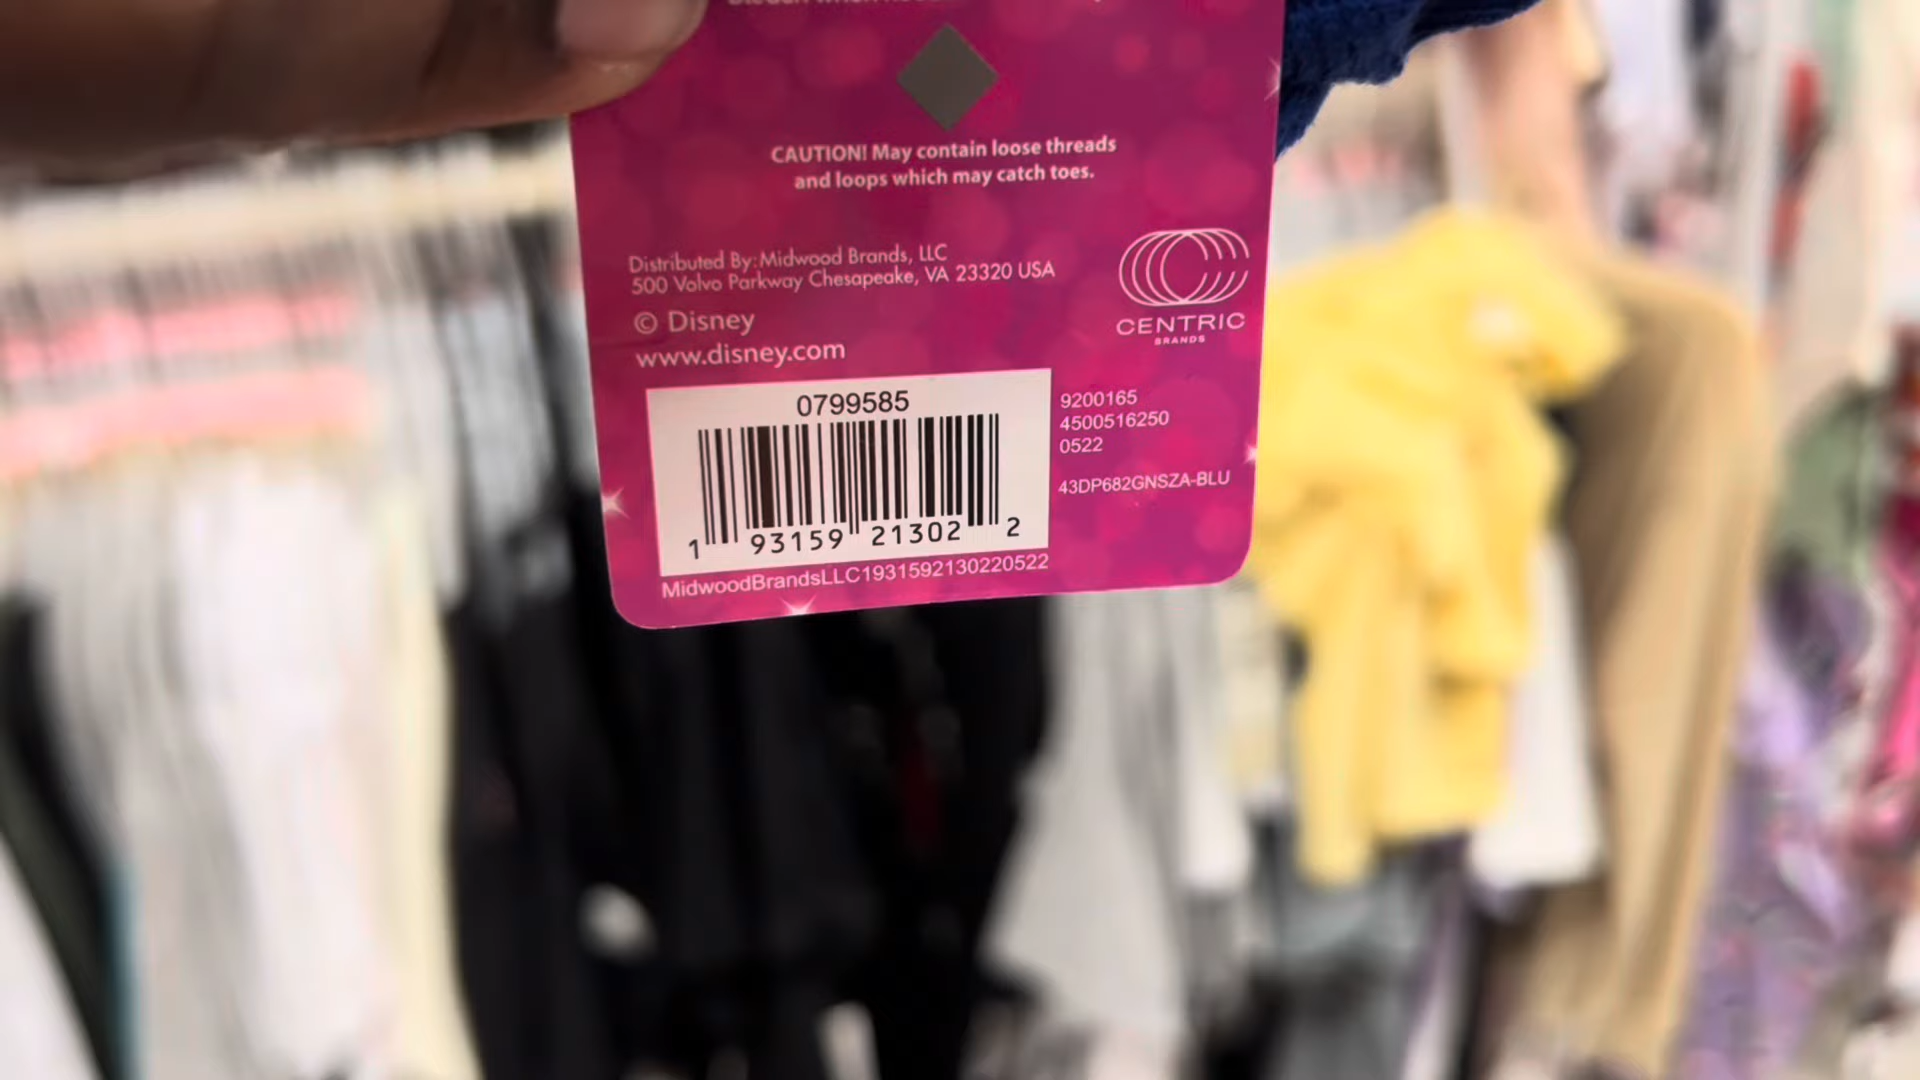 CAUTION! May contain loose threads
and loops which may catch toes.
Distributed By: Midwood Brands, LLC
500 Volvo Parkway Chesapeake, VA 23320 USA
© Disney
www.disney.com
CENTRIC
BRANDS
0799585
1 93159 21302 2
9200165
4500516250
0522
43DP682GNSZA-BLU
MidwoodBrandsLLC1931592130220522